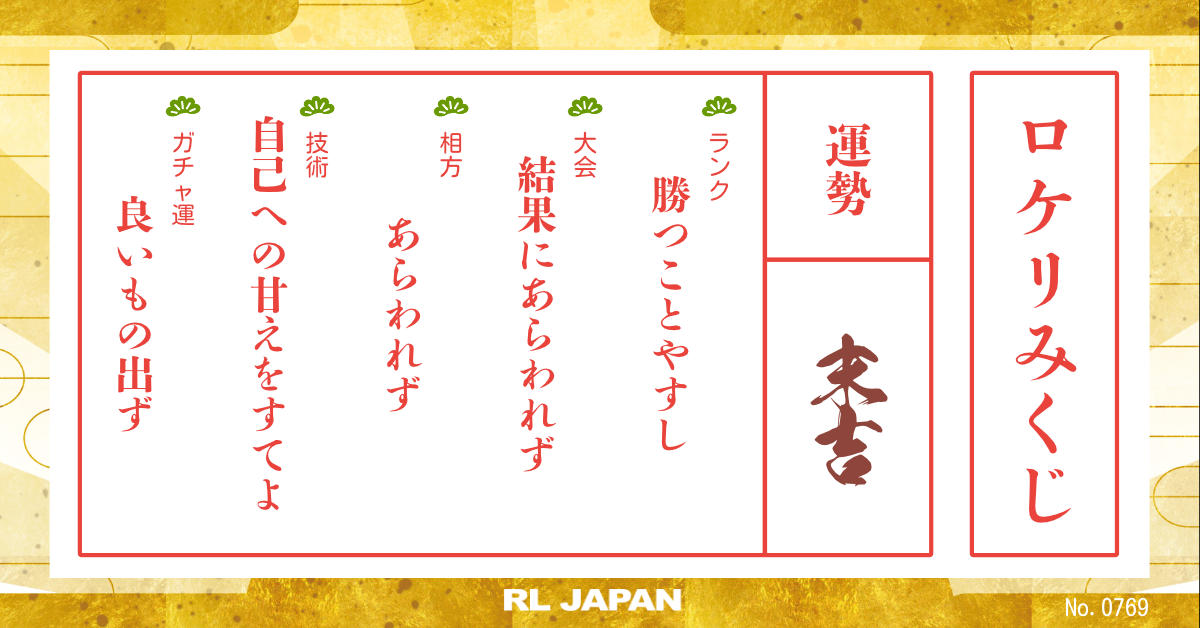 ロケリみくじ
運勢
末吉
ランク
勝つことやすし
大会
結果にあらわれず
相方
あらわれず
技術
自己への甘えをすてよ
ガチャ運
良いもの出ず
RL JAPAN
No. 0769